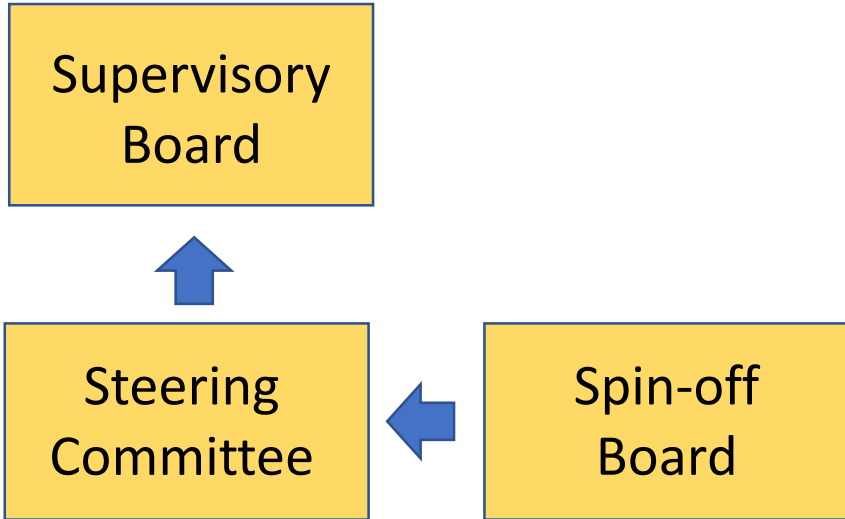 Supervisory
Board
Steering
Committee
Spin-off
Board